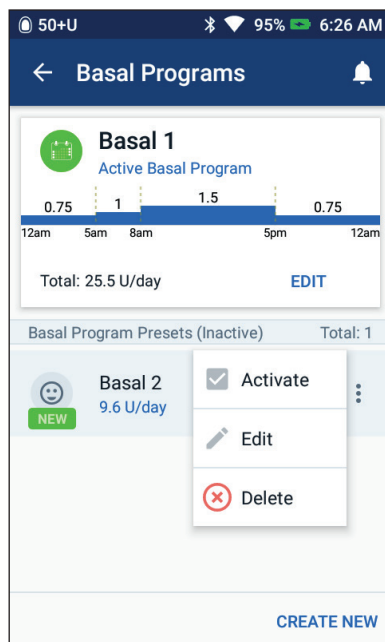 50+U 95% 6:26 AM
Basal Programs
Basal 1
Active Basal Program
0.75 1 1.5 0.75
12am 5am 8am 5pm 12am
Total: 25.5 U/day EDIT
Basal Program Presets (Inactive) Total: 1
Basal 2
NEW 9.6 U/day
Activate
Edit
Delete
CREATE NEW